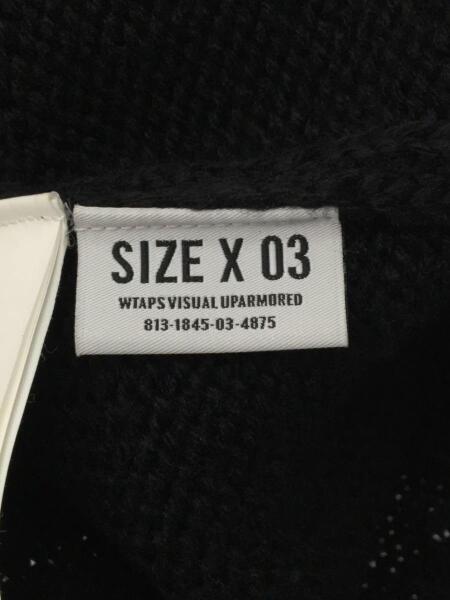 SIZE X 03
WTAPS VISUAL UPARMORED
813-1845-03-4875